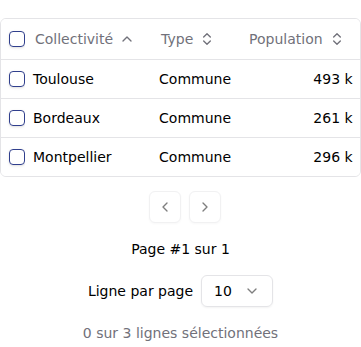 Collectivité Type Population
Toulouse Commune 493 k
Bordeaux Commune 261 k
Montpellier Commune 296 k
Page #1 sur 1
Ligne par page 10
0 sur 3 lignes sélectionnées